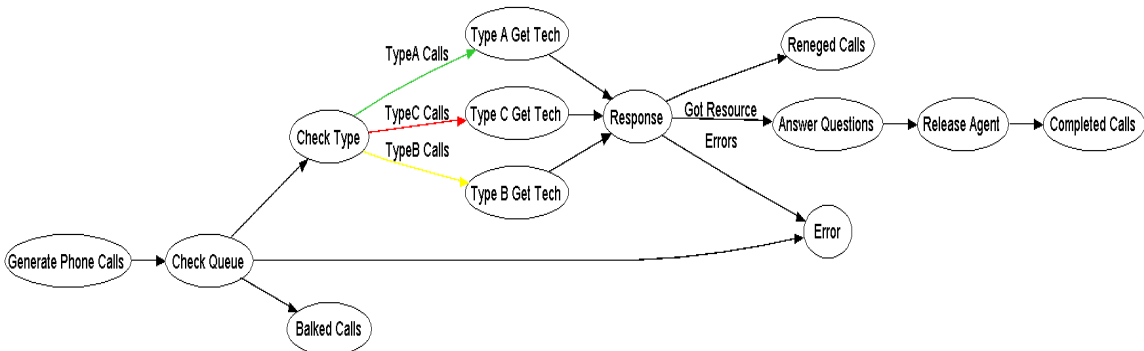 Type A Get Tech
Reneged Calls
TypeA Calls
TypeC Calls
Type C Get Tech
Got Resource
Response
Answer Questions
Release Agent
Completed Calls
Check Type
Errors
TypeB Calls
Type B Get Tech
Error
Generate Phone Calls
Check Queue
Balked Calls